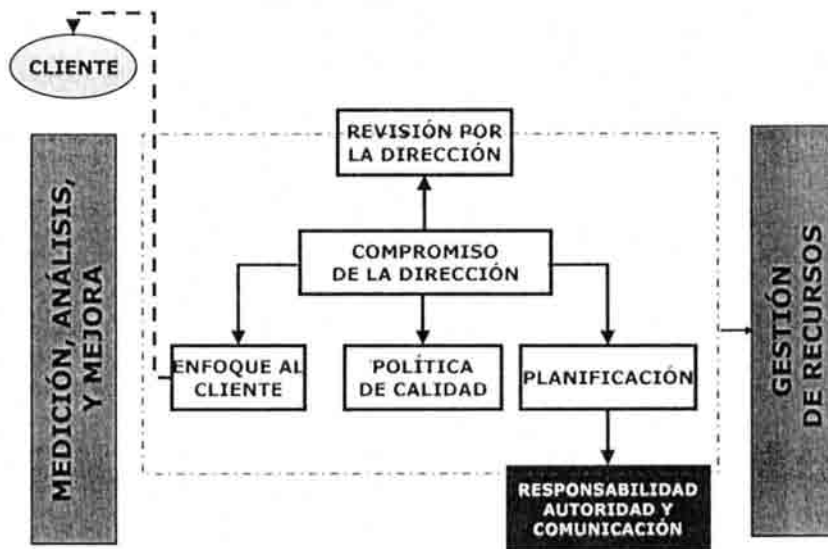 CLIENTE
REVISIÓN POR
LA DIRECCIÓN
MEDICIÓN, ANÁLISIS,
Y MEJORA
COMPROMISO
DE LA DIRECCIÓN
GESTIÓN
DE RECURSOS
ENFOQUE AL
CLIENTE
POLÍTICA
DE CALIDAD
PLANIFICACIÓN
RESPONSABILIDAD
AUTORIDAD Y
COMUNICACIÓN